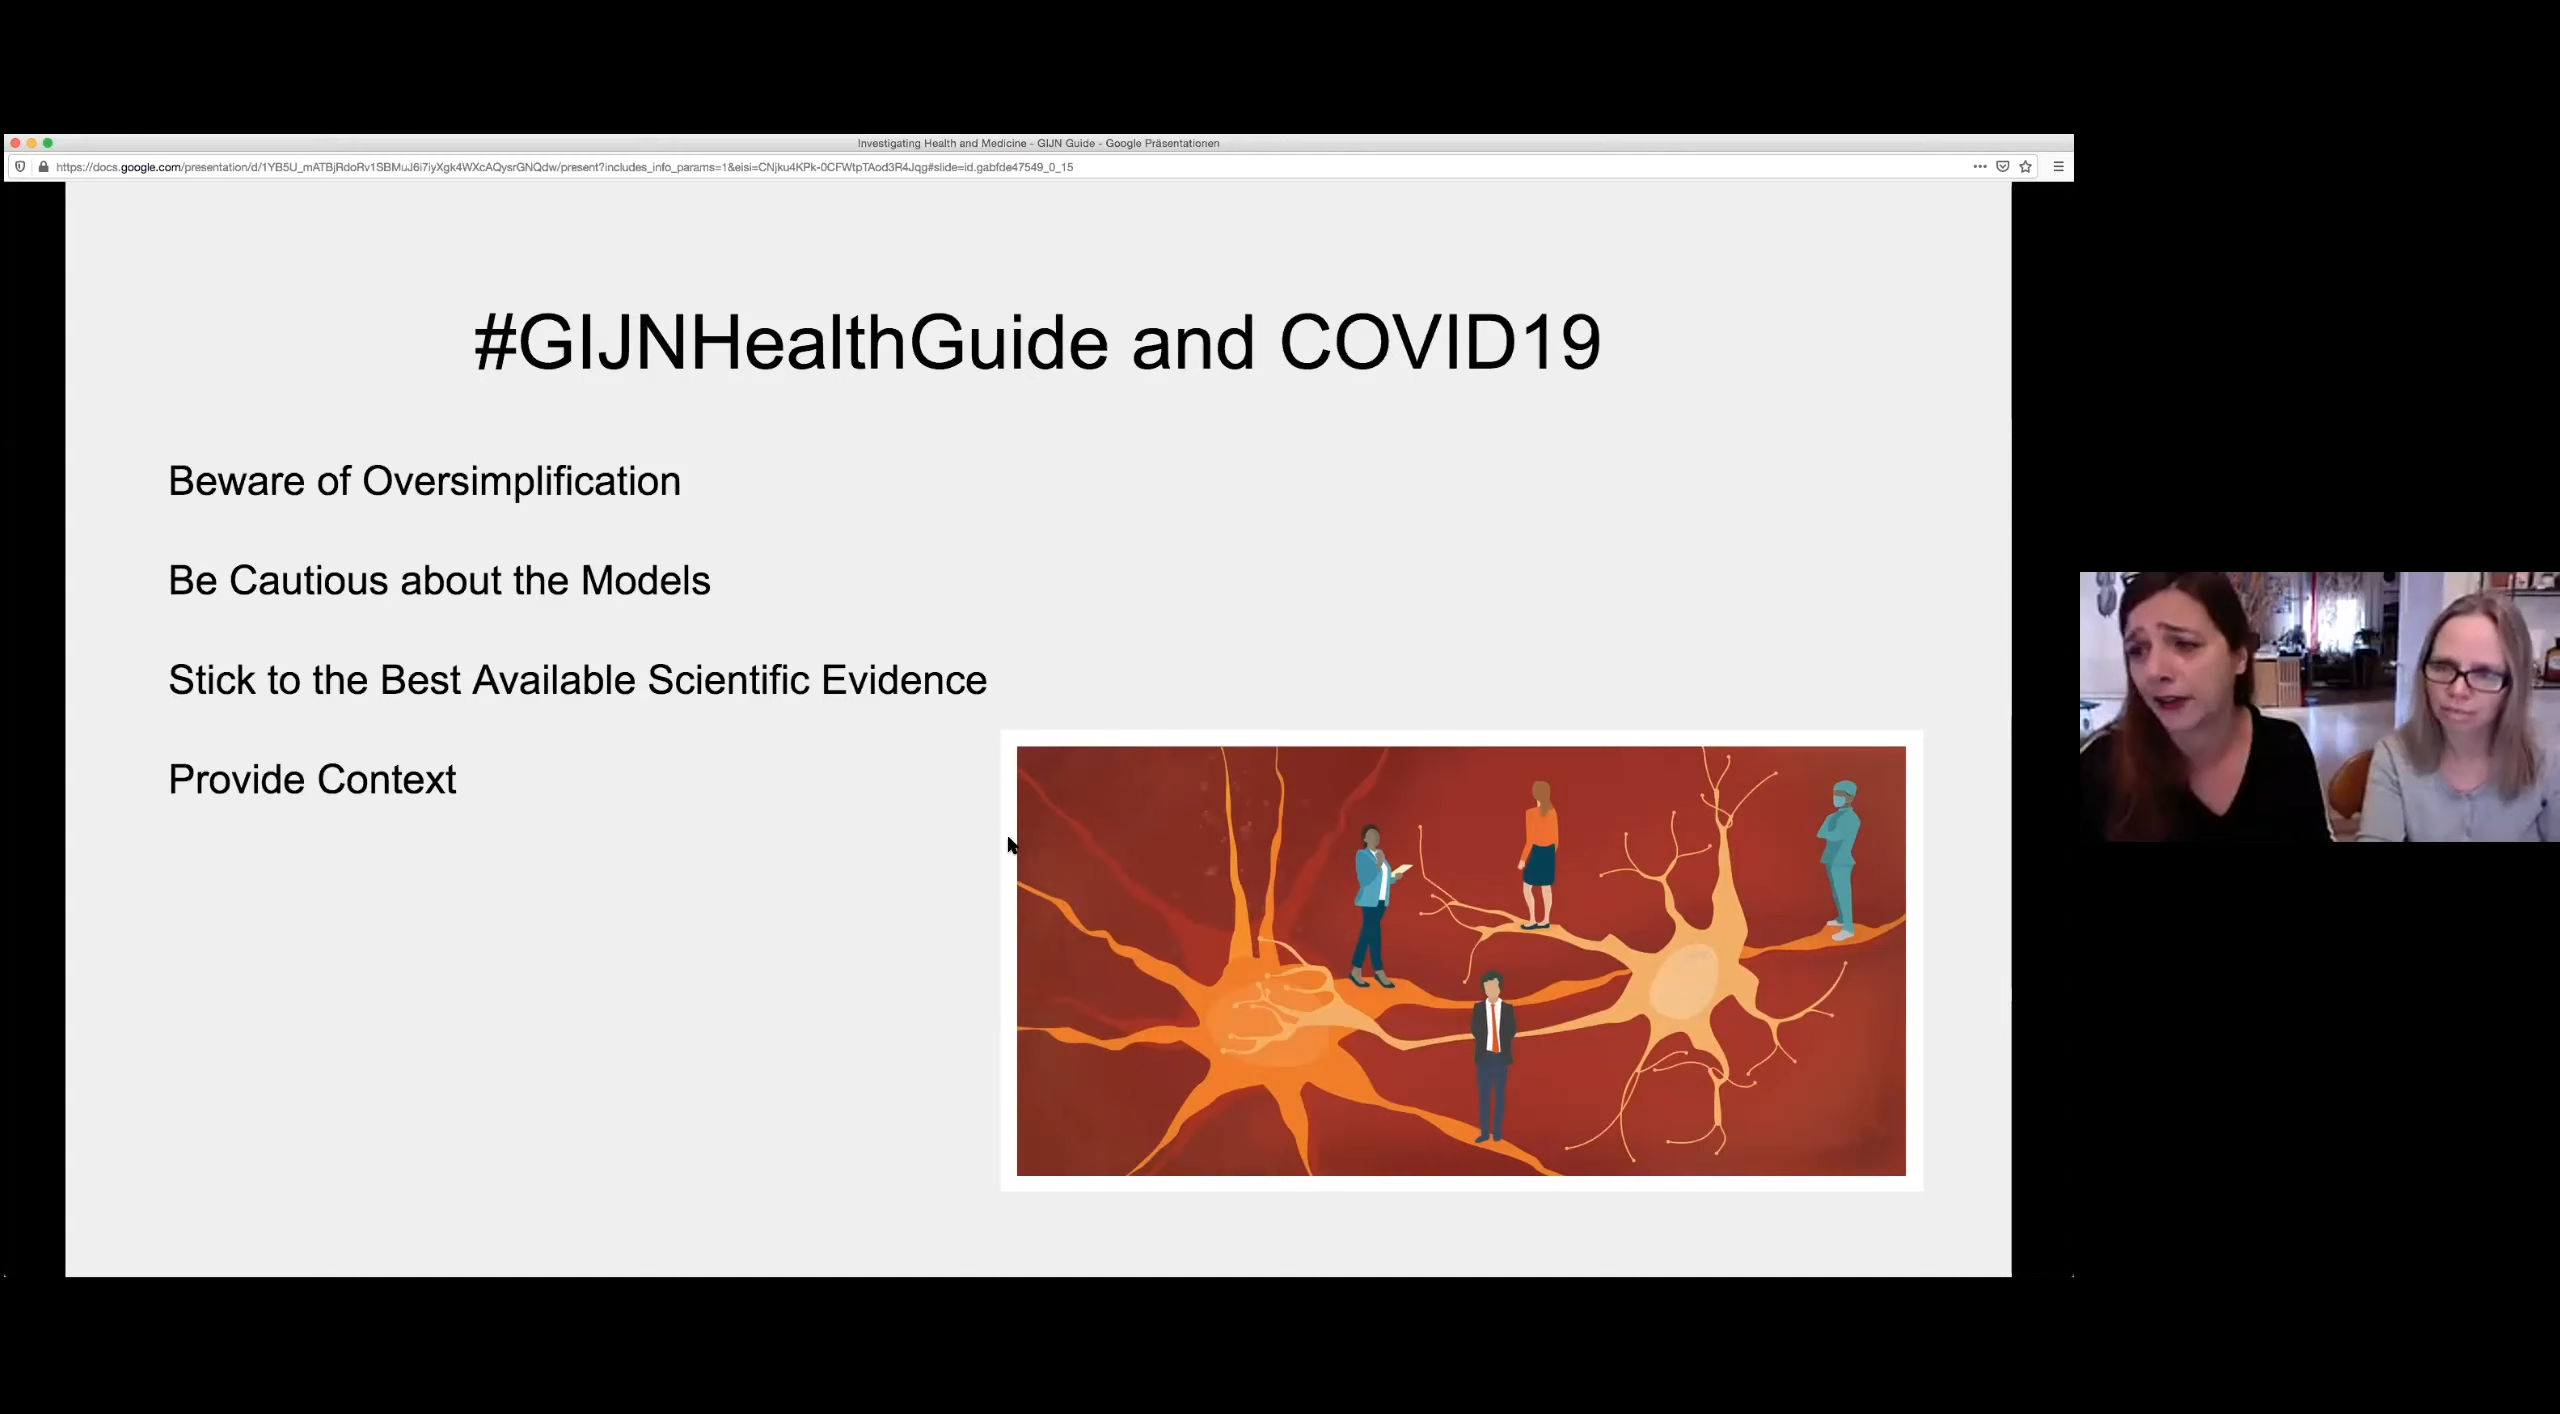 Investigating Health and Medicine - GIJN Guide - Google Präsentationen
https://docs.google.com/presentation/d/1YB5U_mATBjRdoRv1SBMuJ6i7iyXgk4WXcAQysrGNQdw/present?includes_info_params=1&eisi=CNjku4KPk-0CFWtpTAod3R4Jqg#slide=id.gabfde47549_0_15
#GIJNHealthGuide and COVID19
Beware of Oversimplification
Be Cautious about the Models
Stick to the Best Available Scientific Evidence
Provide Context